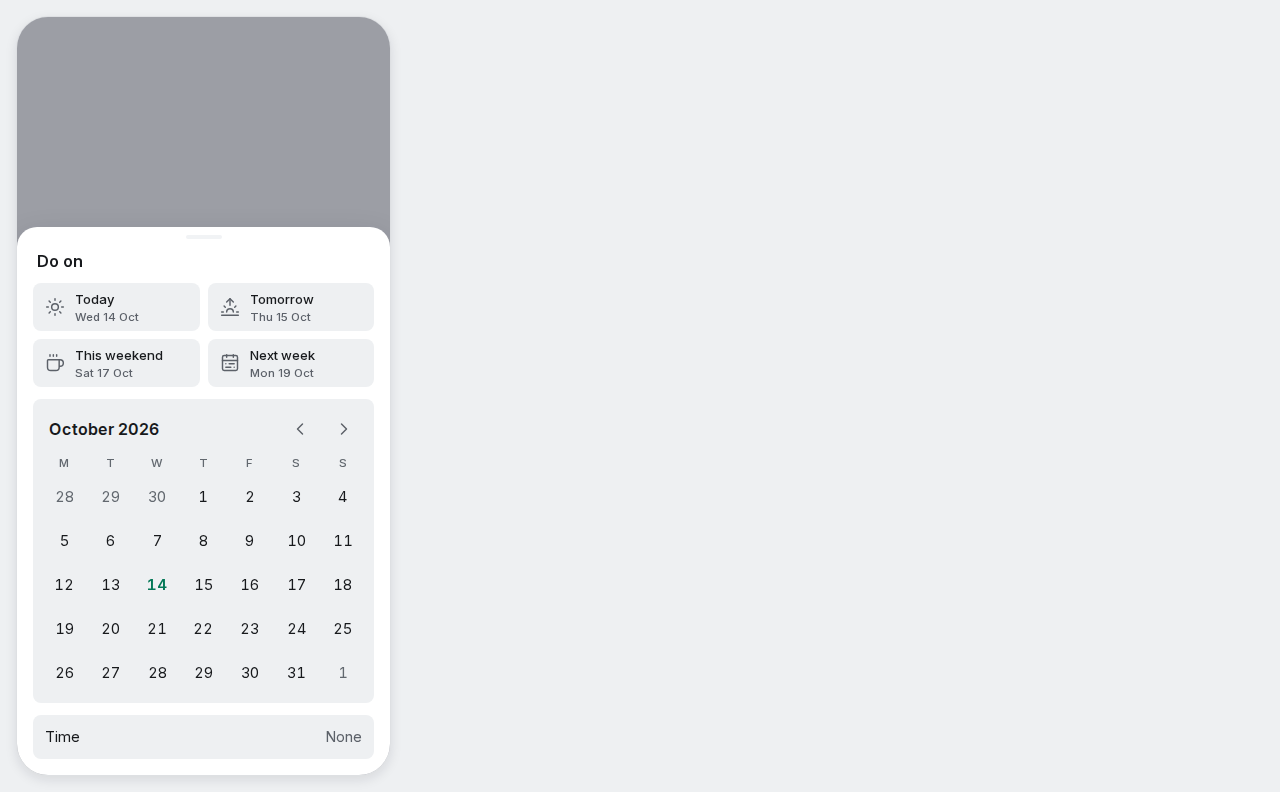 Do on
Today
Wed 14 Oct
Tomorrow
Thu 15 Oct
This weekend
Sat 17 Oct
Next week
Mon 19 Oct
October 2026
M T W T F S S
28 29 30 1 2 3 4
5 6 7 8 9 10 11
12 13 14 15 16 17 18
19 20 21 22 23 24 25
26 27 28 29 30 31 1
Time None